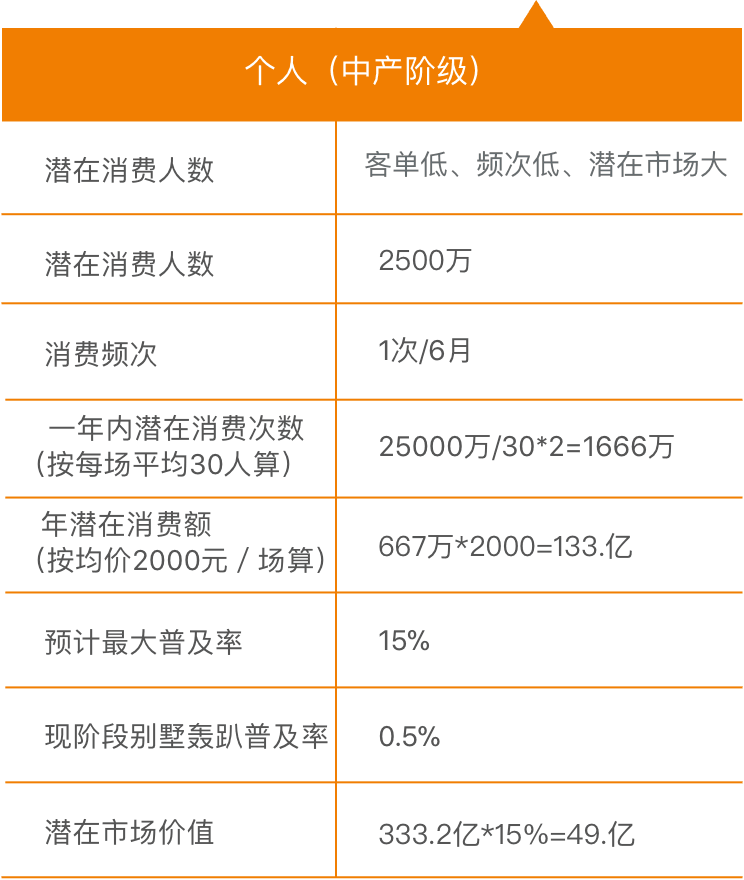 个人（中产阶级）
潜在消费人数
客单低、频次低、潜在市场大
潜在消费人数
2500万
消费频次
1次/6月
一年内潜在消费次数
（按每场平均30人算）
25000万/30*2=1666万
年潜在消费额
（按均价2000元／场算）
667万*2000=133.亿
预计最大普及率
15%
现阶段别墅轰趴普及率
0.5%
潜在市场价值
333.2亿*15%=49.亿